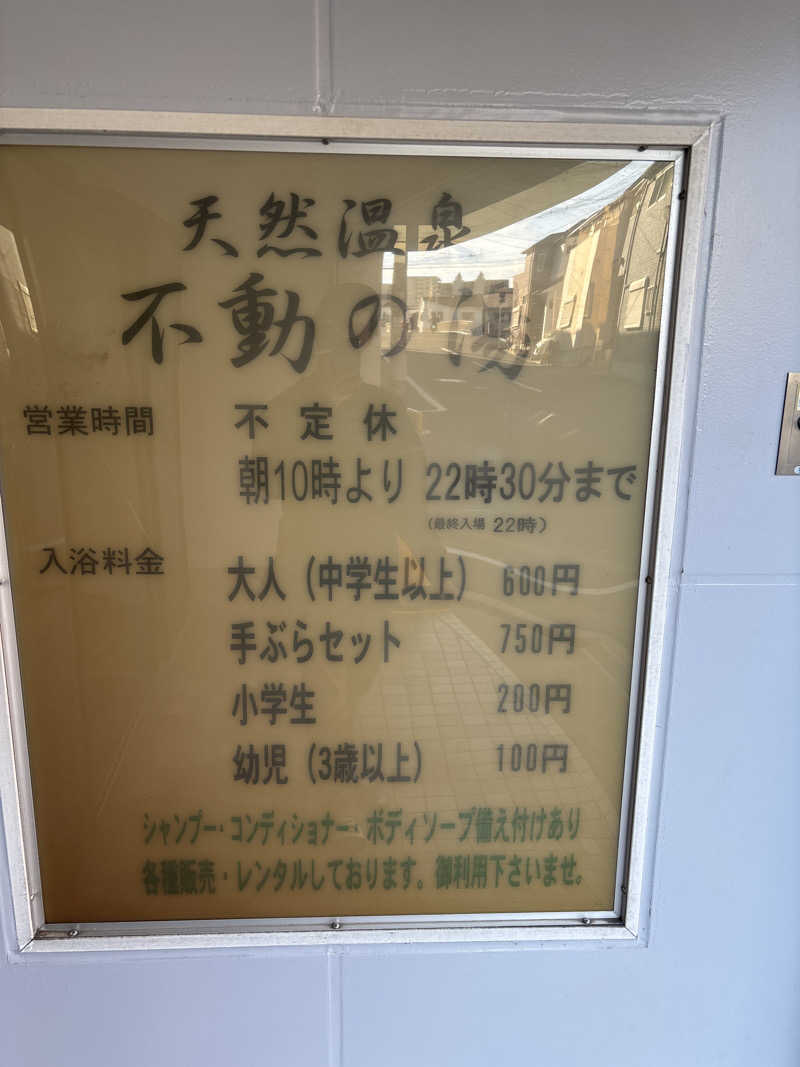 天然温泉
不動の湯
営業時間 不定休
朝10時より 22時30分まで
(最終入場 22時)
入浴料金 大人(中学生以上) 600円
手ぶらセット 750円
小学生 200円
幼児(3歳以上) 100円
シャンプー・コンディショナー・ボディソープ備え付けあり
各種販売・レンタルしております。御利用下さいませ。